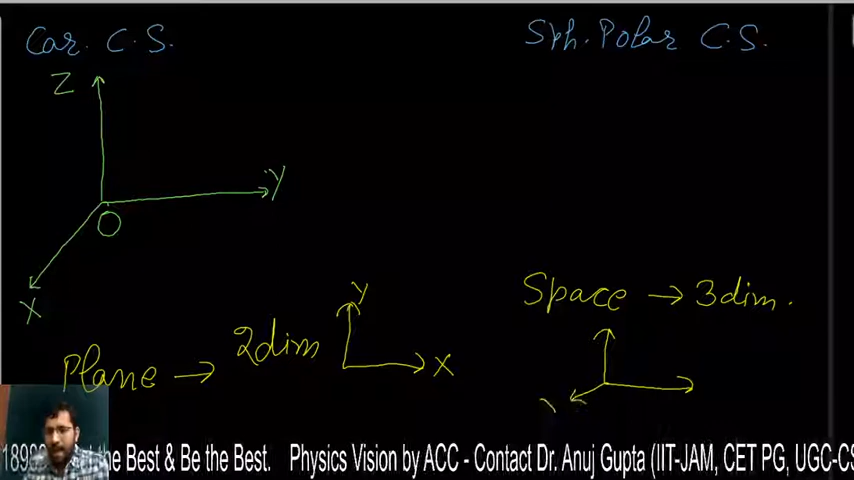 Car. C.S.
Sph. Polar C.S.
Z
Y
O
X
Plane → 2dim
Y
X
Space → 3dim.
the Best & Be the Best. Physics Vision by ACC - Contact Dr. Anuj Gupta (IIT-JAM, CET PG, UGC-CS